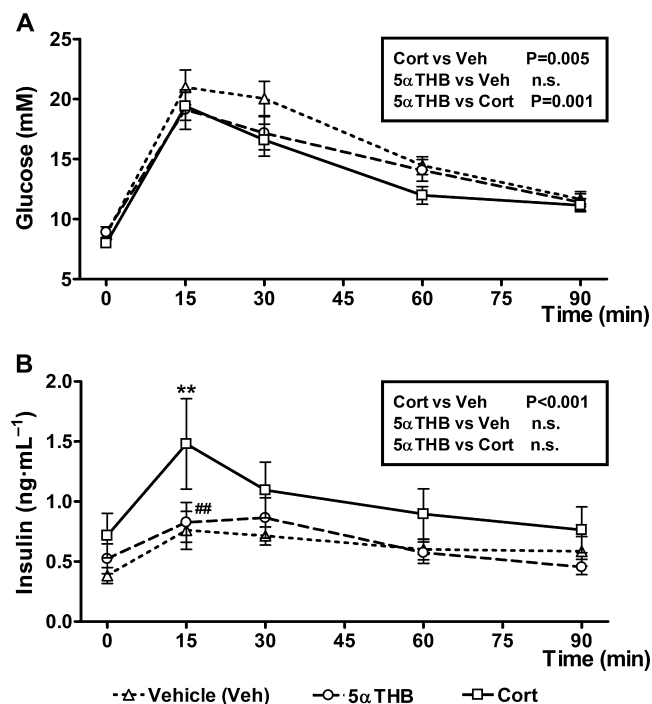 A
Glucose (mM)
25
20
15
10
5
Cort vs Veh P=0.005
5αTHB vs Veh n.s.
5αTHB vs Cort P=0.001
0 15 30 45 60 75 90
Time (min)
B
Insulin (ng·mL⁻¹)
2.0
1.5
1.0
0.5
0.0
**
##
Cort vs Veh P<0.001
5αTHB vs Veh n.s.
5αTHB vs Cort n.s.
0 15 30 45 60 75 90
Time (min)
Vehicle (Veh) 5αTHB Cort